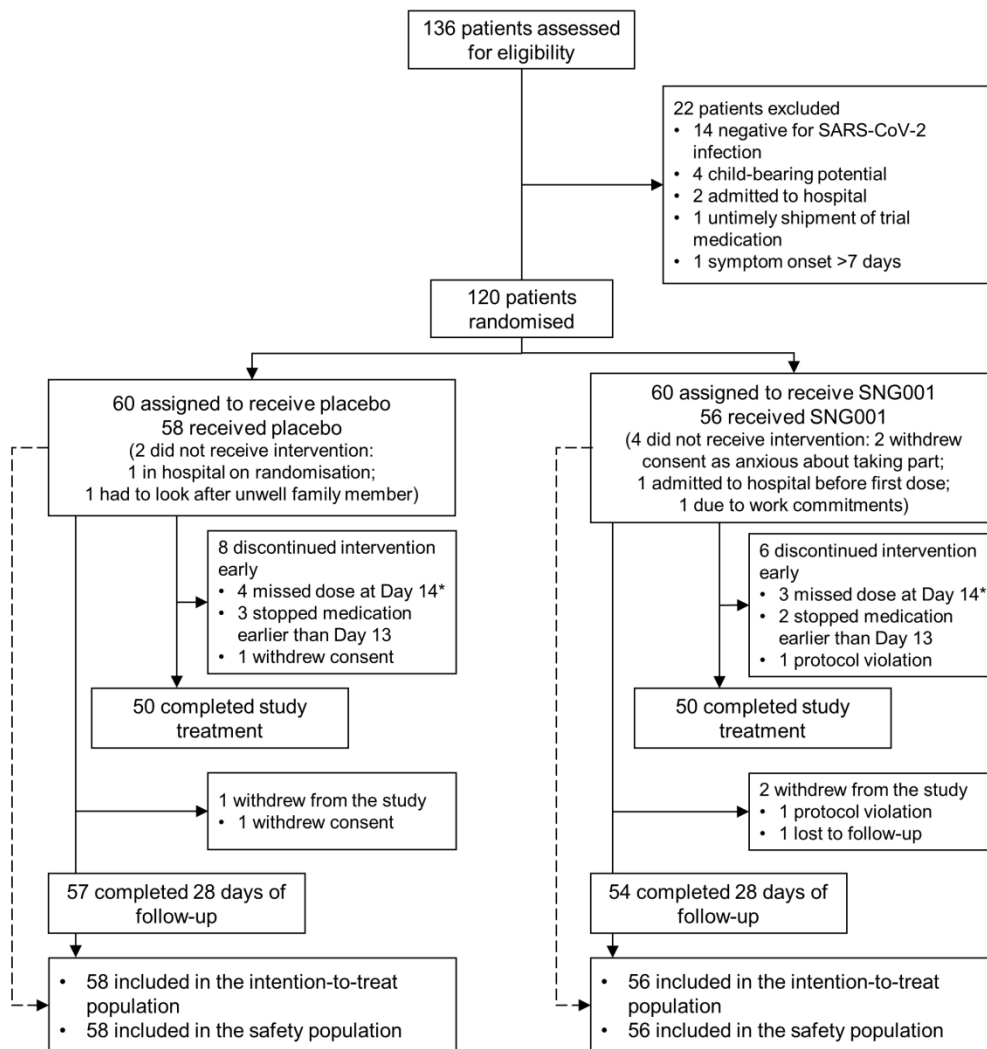 136 patients assessed
for eligibility
22 patients excluded
• 14 negative for SARS-CoV-2
infection
• 4 child-bearing potential
• 2 admitted to hospital
• 1 untimely shipment of trial
medication
• 1 symptom onset >7 days
120 patients
randomised
60 assigned to receive placebo
58 received placebo
(2 did not receive intervention:
1 in hospital on randomisation;
1 had to look after unwell family member)
60 assigned to receive SNG001
56 received SNG001
(4 did not receive intervention: 2 withdrew
consent as anxious about taking part;
1 admitted to hospital before first dose;
1 due to work commitments)
8 discontinued intervention
early
• 4 missed dose at Day 14*
• 3 stopped medication
earlier than Day 13
• 1 withdrew consent
6 discontinued intervention
early
• 3 missed dose at Day 14*
• 2 stopped medication
earlier than Day 13
• 1 protocol violation
50 completed study
treatment
50 completed study
treatment
1 withdrew from the study
• 1 withdrew consent
2 withdrew from the study
• 1 protocol violation
• 1 lost to follow-up
57 completed 28 days of
follow-up
54 completed 28 days of
follow-up
• 58 included in the intention-to-treat
population
• 58 included in the safety population
• 56 included in the intention-to-treat
population
• 56 included in the safety population